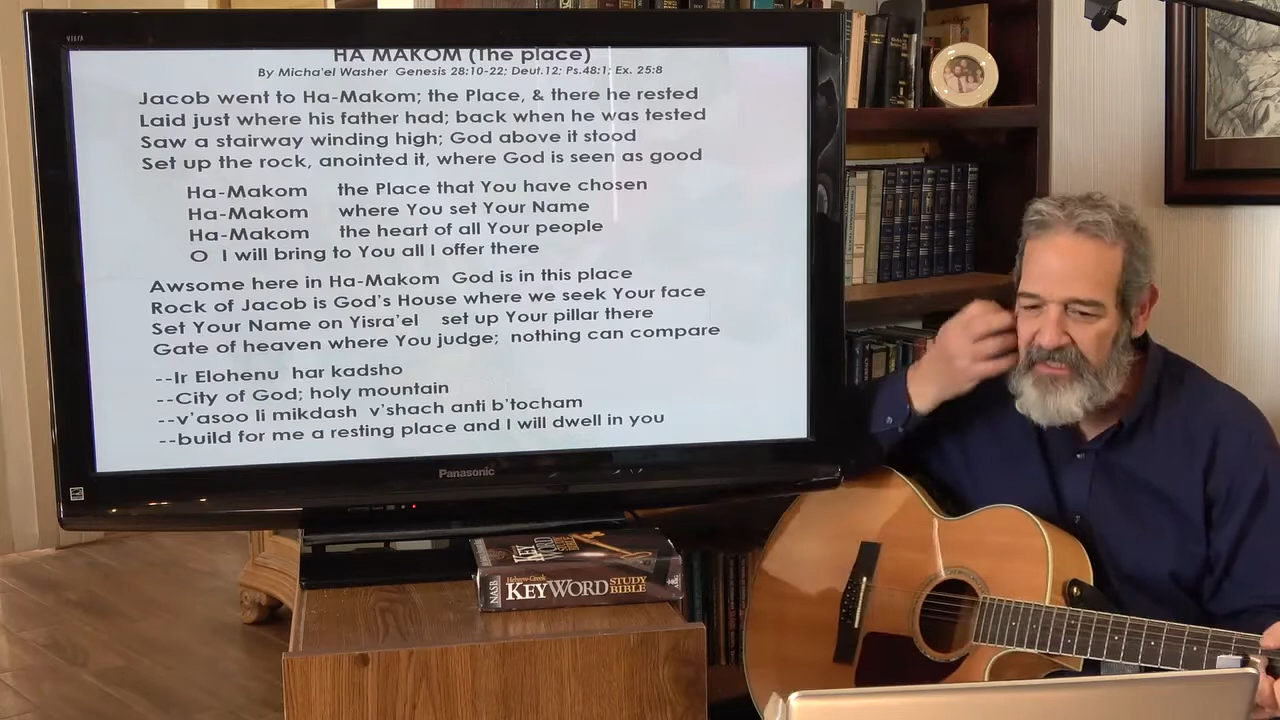 VIErA
HA MAKOM (The place)
By Micha'el Washer Genesis 28:10-22; Deut.12; Ps.48:1; Ex. 25:8
Jacob went to Ha-Makom; the Place, & there he rested
Laid just where his father had; back when he was tested
Saw a stairway winding high; God above it stood
Set up the rock, anointed it, where God is seen as good
Ha-Makom the Place that You have chosen
Ha-Makom where You set Your Name
Ha-Makom the heart of all Your people
O I will bring to You all I offer there
Awsome here in Ha-Makom God is in this place
Rock of Jacob is God's House where we seek Your face
Set Your Name on Yisra'el set up Your pillar there
Gate of heaven where You judge; nothing can compare
--Ir Elohenu har kadsho
--City of God; holy mountain
--v'asoo li mikdash v'shach anti b'tocham
--build for me a resting place and I will dwell in you
Panasonic
KEY
WORD
NASB
Hebrew-Greek
KEYWORD STUDY BIBLE